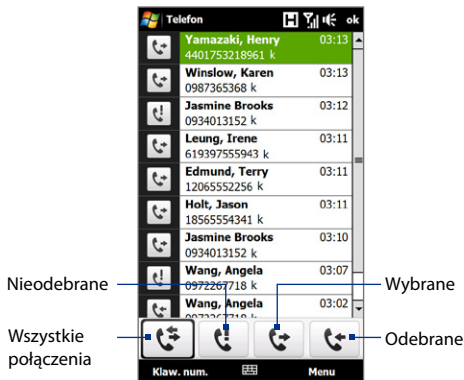 Telefon H ok
Yamazaki, Henry 03:13
4401753218961 k
Winslow, Karen 03:13
0987365368 k
Jasmine Brooks 03:12
0934013152 k
Leung, Irene 03:11
619397555943 k
Edmund, Terry 03:11
12065552256 k
Holt, Jason 03:11
18565554341 k
Jasmine Brooks 03:10
0934013152 k
Wang, Angela 03:07
0972267718 k
Wang, Angela 03:02
0972267718 k
Nieodebrane
Wybrane
Wszystkie
połączenia
Odebrane
Klaw. num. Menu